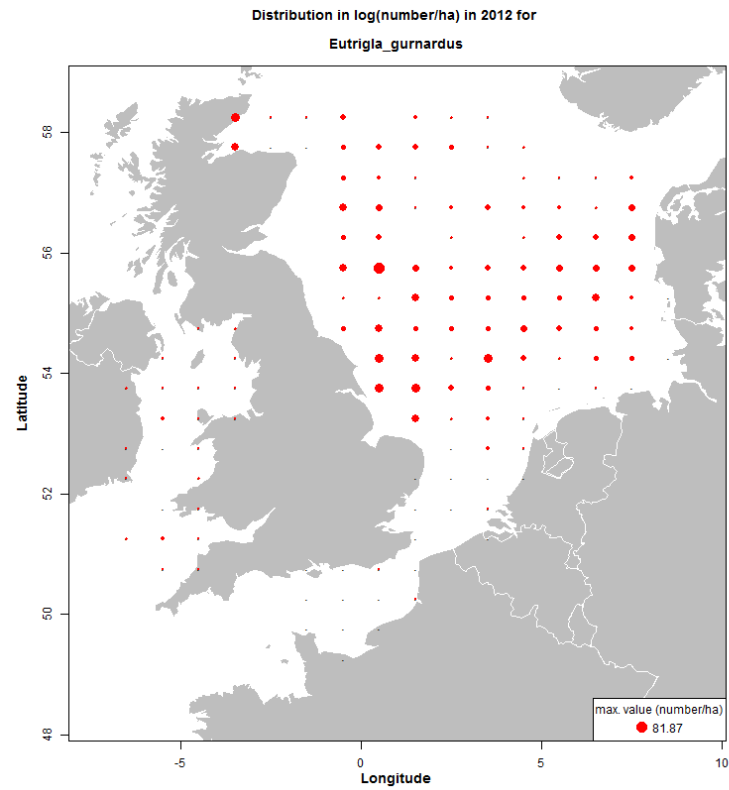 Distribution in log(number/ha) in 2012 for
Eutrigla_gurnardus
58
56
54
52
50
48
Latitude
-5
0
5
10
Longitude
max. value (number/ha)
81.87